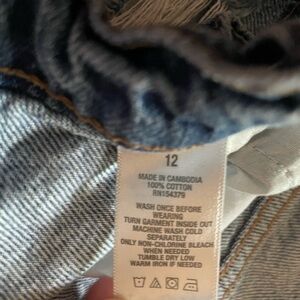 12
MADE IN CAMBODIA
100% COTTON
RN154379
WASH ONCE BEFORE
WEARING
TURN GARMENT INSIDE OUT
MACHINE WASH COLD
SEPARATELY
ONLY NON-CHLORINE BLEACH
WHEN NEEDED
TUMBLE DRY LOW
WARM IRON IF NEEDED